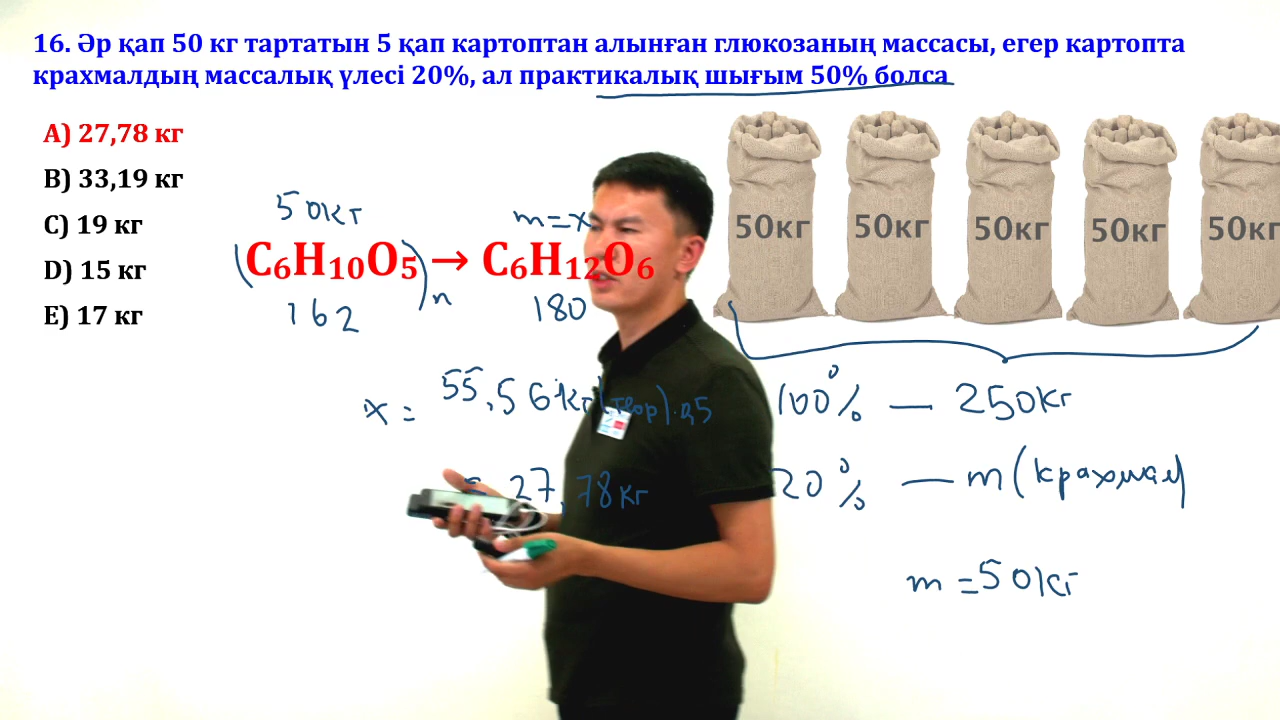 16. Әр қап 50 кг тартатын 5 қап картоптан алынған глюкозаның массасы, егер картопта
крахмалдың массалық үлесі 20%, ал практикалық шығым 50% болса
A) 27,78 кг
B) 33,19 кг
C) 19 кг
D) 15 кг
E) 17 кг
50кг
m=x
(C₆H₁₀O₅)n → C₆H₁₂O₆
162
180
50кг
50кг
50кг
50кг
50кг
x = 55,56кг(теор)·0,5
= 27,78кг
100% — 250кг
20% — m(крахмал)
m=50кг